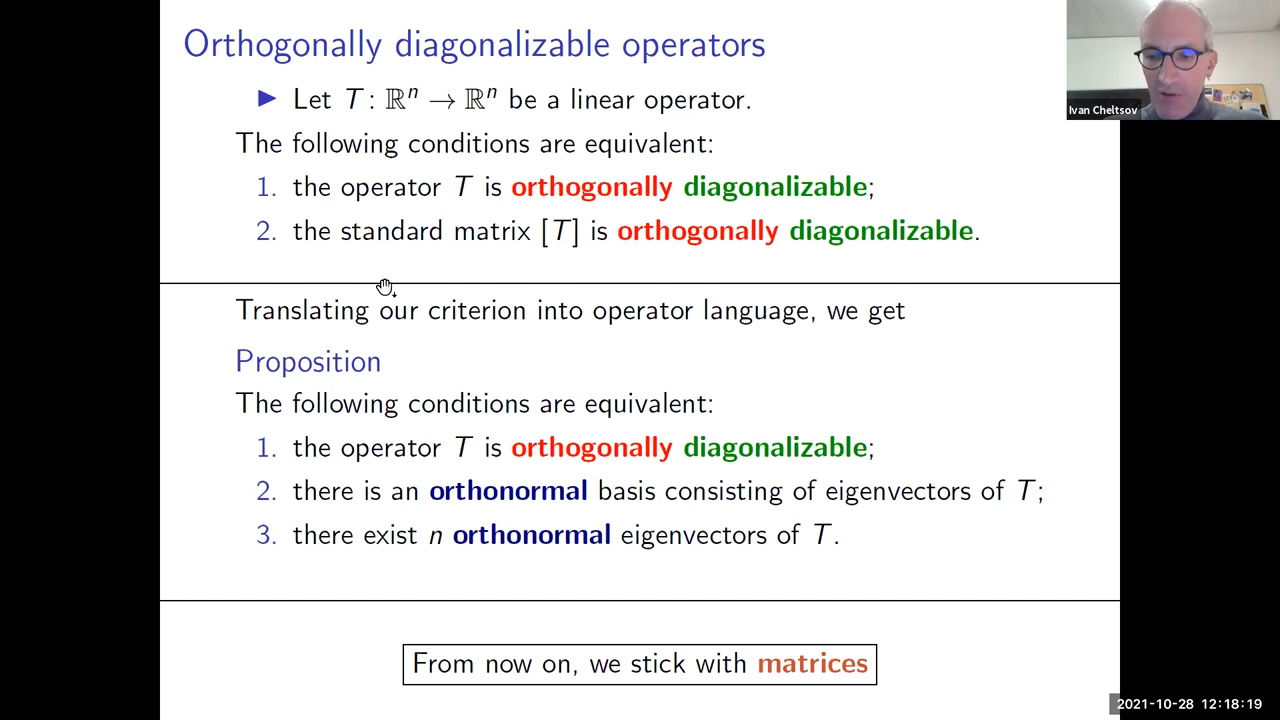 Orthogonally diagonalizable operators
▶ Let T: ℝⁿ → ℝⁿ be a linear operator.
The following conditions are equivalent:
1. the operator T is orthogonally diagonalizable;
2. the standard matrix [T] is orthogonally diagonalizable.
Translating our criterion into operator language, we get
Proposition
The following conditions are equivalent:
1. the operator T is orthogonally diagonalizable;
2. there is an orthonormal basis consisting of eigenvectors of T;
3. there exist n orthonormal eigenvectors of T.
From now on, we stick with matrices
Ivan Cheltsov
2021-10-28 12:18:19